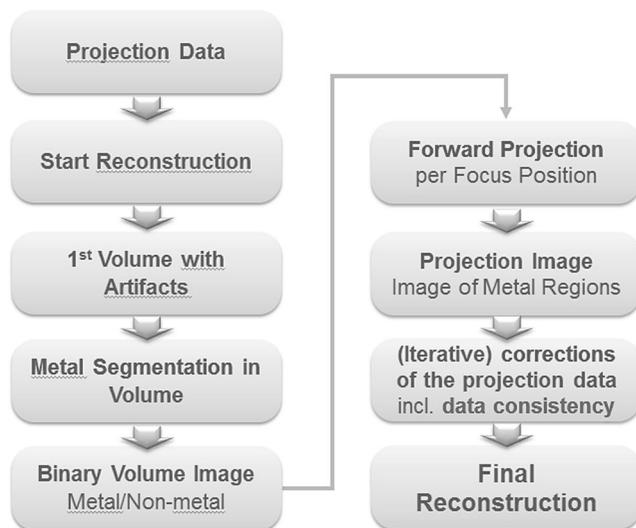 Projection Data
Start Reconstruction
1st Volume with
Artifacts
Metal Segmentation in
Volume
Binary Volume Image
Metal/Non-metal
Forward Projection
per Focus Position
Projection Image
Image of Metal Regions
(Iterative) corrections
of the projection data
incl. data consistency
Final
Reconstruction